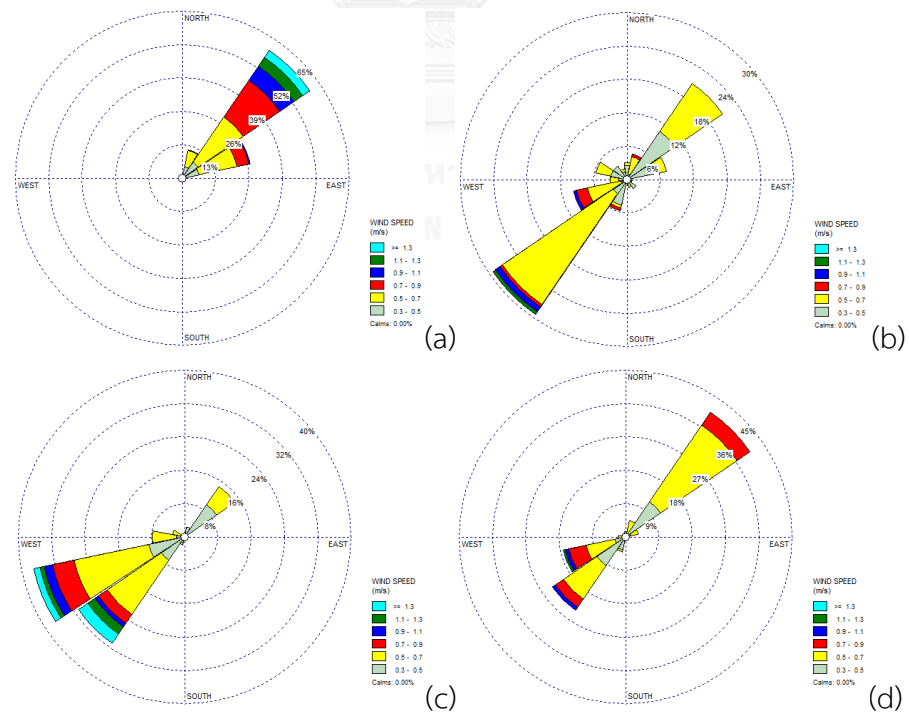 NORTH
65%
52%
39%
26%
13%
WEST
EAST
SOUTH
WIND SPEED
(m/s)
>= 1.3
1.1 - 1.3
0.9 - 1.1
0.7 - 0.9
0.5 - 0.7
0.3 - 0.5
Calms: 0.00%
(a)
NORTH
30%
24%
18%
12%
6%
WEST
EAST
SOUTH
WIND SPEED
(m/s)
>= 1.3
1.1 - 1.3
0.9 - 1.1
0.7 - 0.9
0.5 - 0.7
0.3 - 0.5
Calms: 0.00%
(b)
NORTH
40%
32%
24%
16%
8%
WEST
EAST
SOUTH
WIND SPEED
(m/s)
>= 1.3
1.1 - 1.3
0.9 - 1.1
0.7 - 0.9
0.5 - 0.7
0.3 - 0.5
Calms: 0.00%
(c)
NORTH
45%
36%
27%
18%
9%
WEST
EAST
SOUTH
WIND SPEED
(m/s)
>= 1.3
1.1 - 1.3
0.9 - 1.1
0.7 - 0.9
0.5 - 0.7
0.3 - 0.5
Calms: 0.00%
(d)